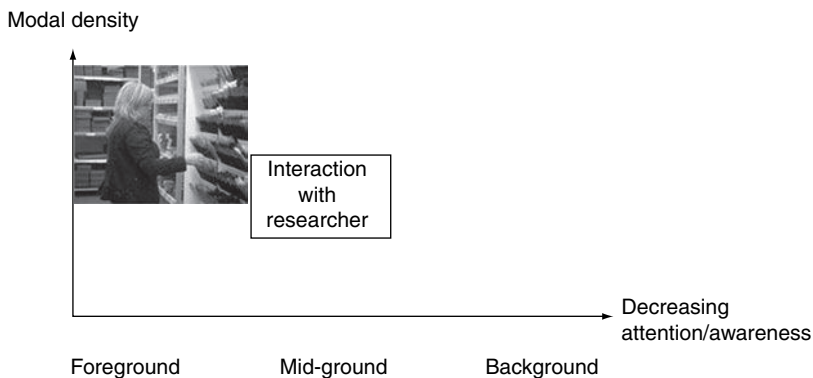 Modal density
Interaction
with
researcher
Decreasing
attention/awareness
Foreground Mid-ground Background